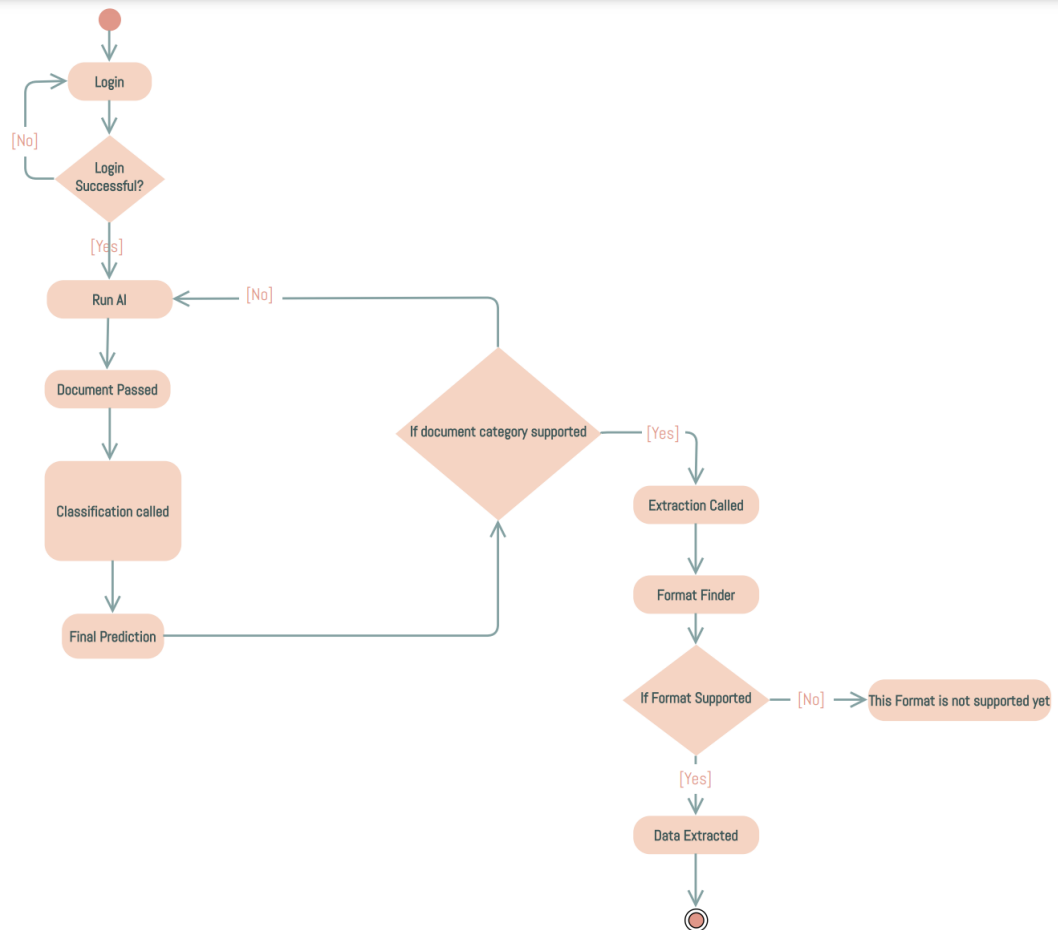 Login
[No]
Login
Successful?
[Yes]
Run AI
[No]
Document Passed
If document category supported
[Yes]
Classification called
Extraction Called
Format Finder
Final Prediction
If Format Supported
[No]
This Format is not supported yet
[Yes]
Data Extracted